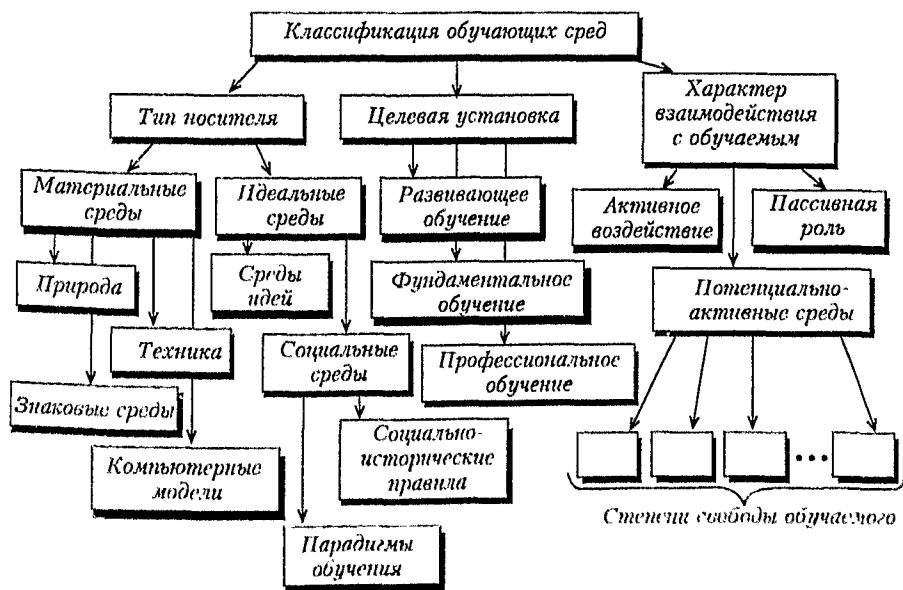 Классификация обучающих сред
Тип носителя
Целевая установка
Характер
взаимодействия
с обучаемым
Материальные
среды
Идеальные
среды
Развивающее
обучение
Активное
воздействие
Пассивная
роль
Природа
Среды
идей
Фундаментальное
обучение
Потенциально-
активные среды
Техника
Социальные
среды
Профессиональное
обучение
Знаковые среды
Компьютерные
модели
Социально-
исторические
правила
...
Степени свободы обучаемого
Парадигмы
обучения